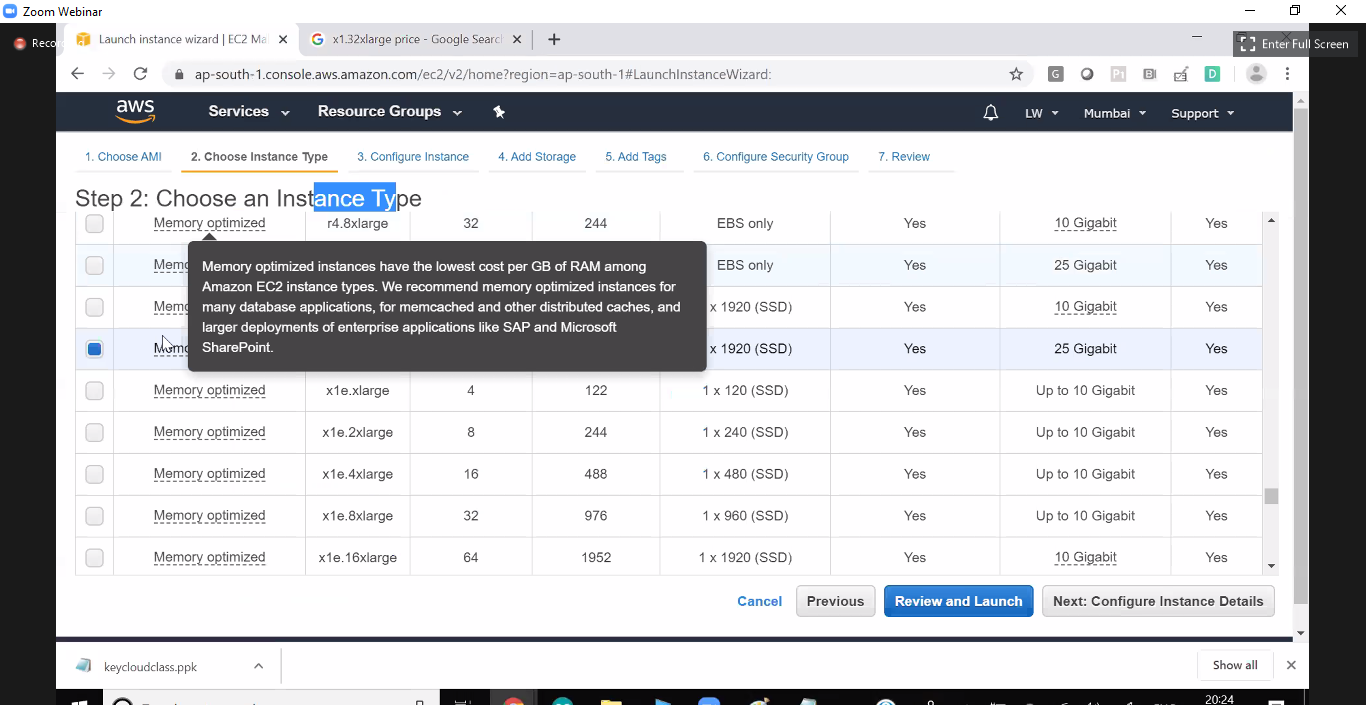 Zoom Webinar
Recor
Launch instance wizard | EC2 Ma
x1.32xlarge price - Google Search
Enter Full Screen
ap-south-1.console.aws.amazon.com/ec2/v2/home?region=ap-south-1#LaunchInstanceWizard:
aws Services Resource Groups LW Mumbai Support
1. Choose AMI 2. Choose Instance Type 3. Configure Instance 4. Add Storage 5. Add Tags 6. Configure Security Group 7. Review
Step 2: Choose an Instance Type
Memory optimized r4.8xlarge 32 244 EBS only Yes 10 Gigabit Yes
Memo EBS only Yes 25 Gigabit Yes
Memo x 1920 (SSD) Yes 10 Gigabit Yes
Memo x 1920 (SSD) Yes 25 Gigabit Yes
Memory optimized instances have the lowest cost per GB of RAM among
Amazon EC2 instance types. We recommend memory optimized instances for
many database applications, for memcached and other distributed caches, and
larger deployments of enterprise applications like SAP and Microsoft
SharePoint.
Memory optimized x1e.xlarge 4 122 1 x 120 (SSD) Yes Up to 10 Gigabit Yes
Memory optimized x1e.2xlarge 8 244 1 x 240 (SSD) Yes Up to 10 Gigabit Yes
Memory optimized x1e.4xlarge 16 488 1 x 480 (SSD) Yes Up to 10 Gigabit Yes
Memory optimized x1e.8xlarge 32 976 1 x 960 (SSD) Yes Up to 10 Gigabit Yes
Memory optimized x1e.16xlarge 64 1952 1 x 1920 (SSD) Yes 10 Gigabit Yes
Cancel Previous Review and Launch Next: Configure Instance Details
keycloudclass.ppk Show all
20:24